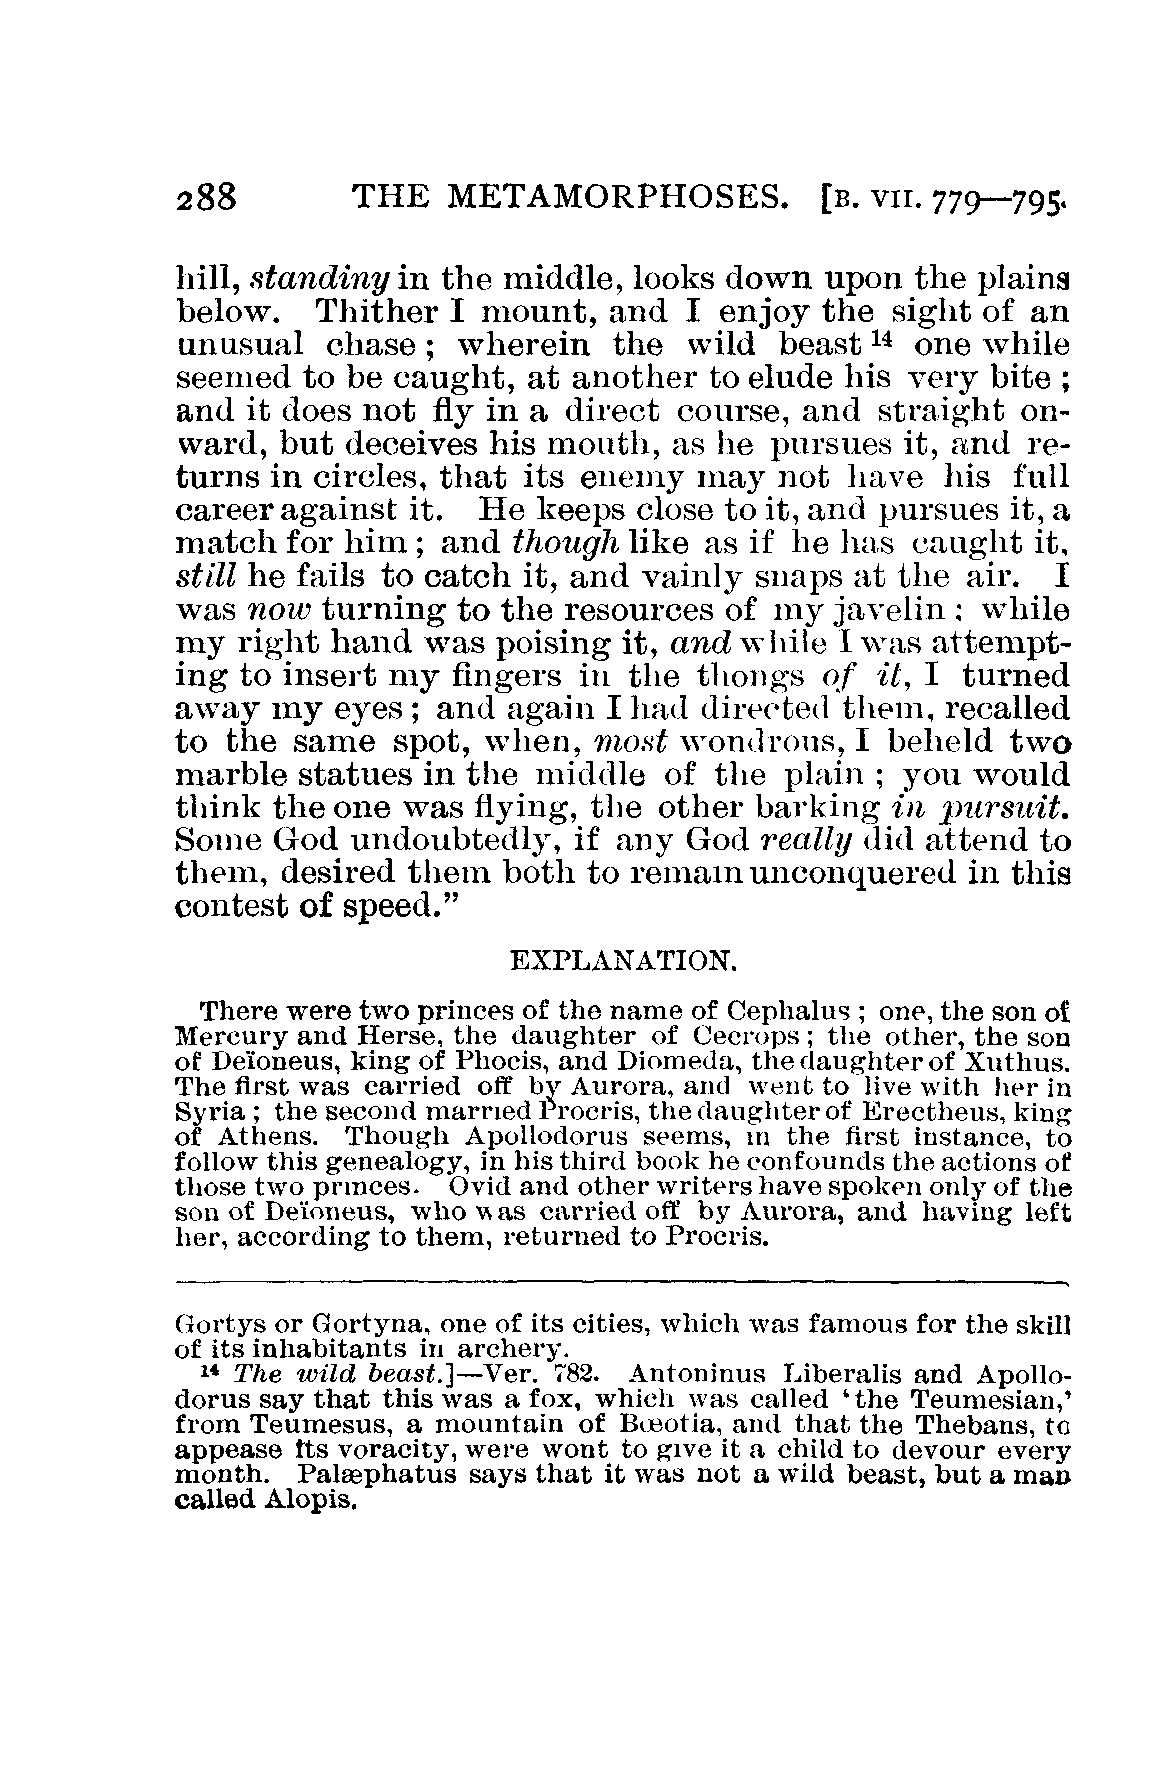 288 THE METAMORPHOSES. [B. VII. 779—795.
hill, standing in the middle, looks down upon the plains
below. Thither I mount, and I enjoy the sight of an
unusual chase ; wherein the wild beast 14 one while
seemed to be caught, at another to elude his very bite ;
and it does not fly in a direct course, and straight on-
ward, but deceives his mouth, as he pursues it, and re-
turns in circles, that its enemy may not have his full
career against it. He keeps close to it, and pursues it, a
match for him ; and though like as if he has caught it,
still he fails to catch it, and vainly snaps at the air. I
was now turning to the resources of my javelin ; while
my right hand was poising it, and while I was attempt-
ing to insert my fingers in the thongs of it, I turned
away my eyes ; and again I had directed them, recalled
to the same spot, when, most wondrous, I beheld two
marble statues in the middle of the plain ; you would
think the one was flying, the other barking in pursuit.
Some God undoubtedly, if any God really did attend to
them, desired them both to remain unconquered in this
contest of speed.”
EXPLANATION.
There were two princes of the name of Cephalus ; one, the son of
Mercury and Herse, the daughter of Cecrops ; the other, the son
of Deïoneus, king of Phocis, and Diomeda, the daughter of Xuthus.
The first was carried off by Aurora, and went to live with her in
Syria ; the second married Procris, the daughter of Erectheus, king
of Athens. Though Apollodorus seems, in the first instance, to
follow this genealogy, in his third book he confounds the actions of
those two princes. Ovid and other writers have spoken only of the
son of Deïoneus, who was carried off by Aurora, and having left
her, according to them, returned to Procris.
Gortys or Gortyna, one of its cities, which was famous for the skill
of its inhabitants in archery.
14 The wild beast.]—Ver. 782. Antoninus Liberalis and Apollo-
dorus say that this was a fox, which was called ‘the Teumesian,’
from Teumesus, a mountain of Bœotia, and that the Thebans, to
appease its voracity, were wont to give it a child to devour every
month. Palæphatus says that it was not a wild beast, but a man
called Alopis.